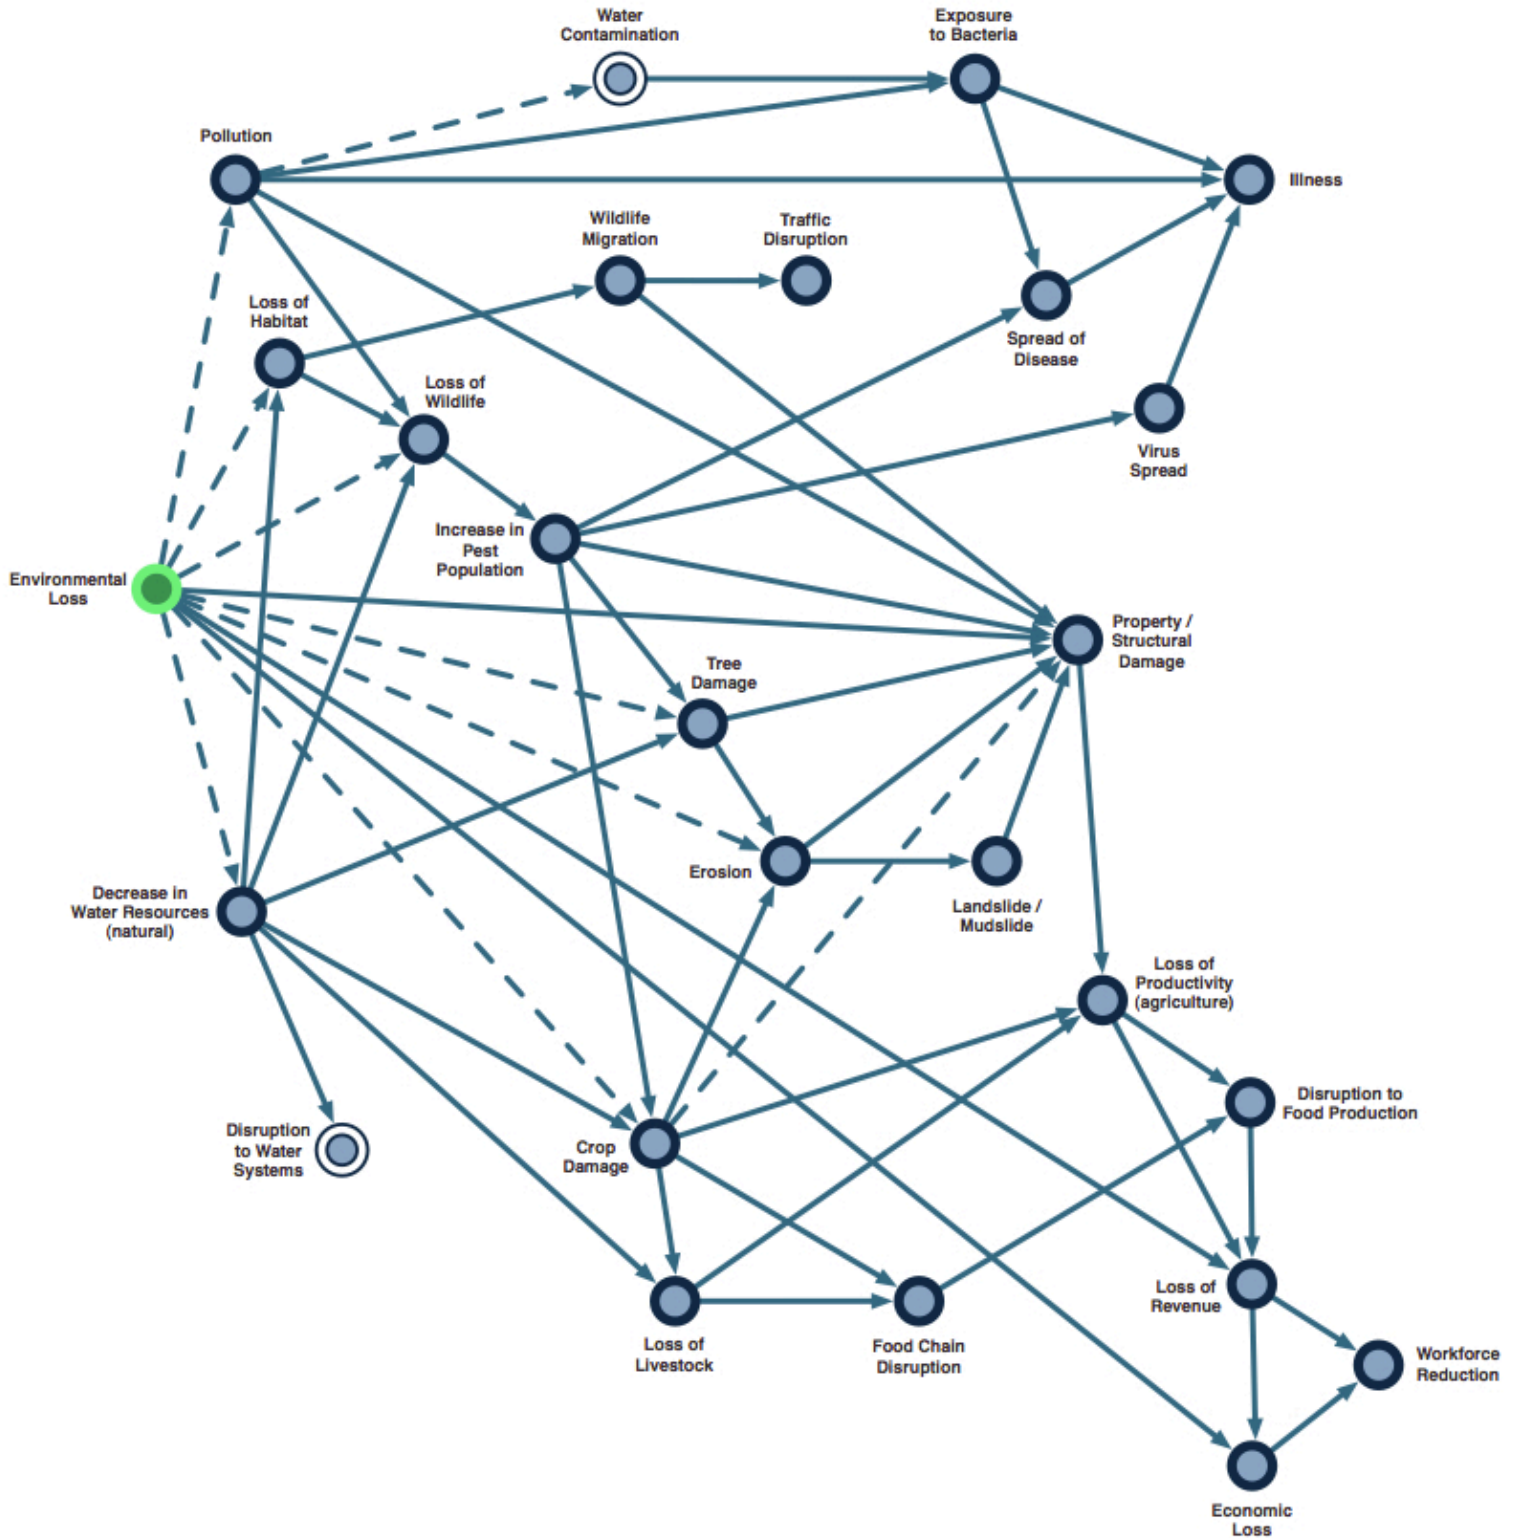 Water
Contamination
Exposure
to Bacteria
Pollution
Illness
Wildlife
Migration
Traffic
Disruption
Loss of
Habitat
Spread of
Disease
Loss of
Wildlife
Virus
Spread
Increase in
Pest
Population
Environmental
Loss
Property /
Structural
Damage
Tree
Damage
Erosion
Decrease in
Water Resources
(natural)
Landslide /
Mudslide
Loss of
Productivity
(agriculture)
Disruption to
Food Production
Disruption
to Water
Systems
Crop
Damage
Loss of
Revenue
Loss of
Livestock
Food Chain
Disruption
Workforce
Reduction
Economic
Loss